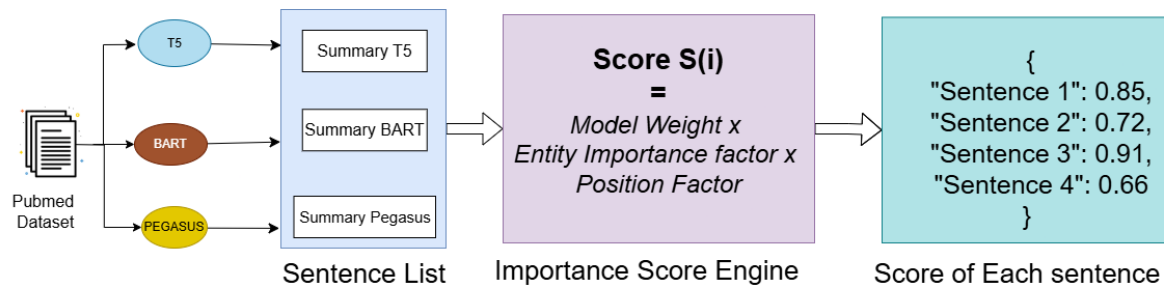 Pubmed
Dataset
T5
BART
PEGASUS
Summary T5
Summary BART
Summary Pegasus
Sentence List
Score S(i)
=
Model Weight x
Entity Importance factor x
Position Factor
Importance Score Engine
{
"Sentence 1": 0.85,
"Sentence 2": 0.72,
"Sentence 3": 0.91,
"Sentence 4": 0.66
}
Score of Each sentence